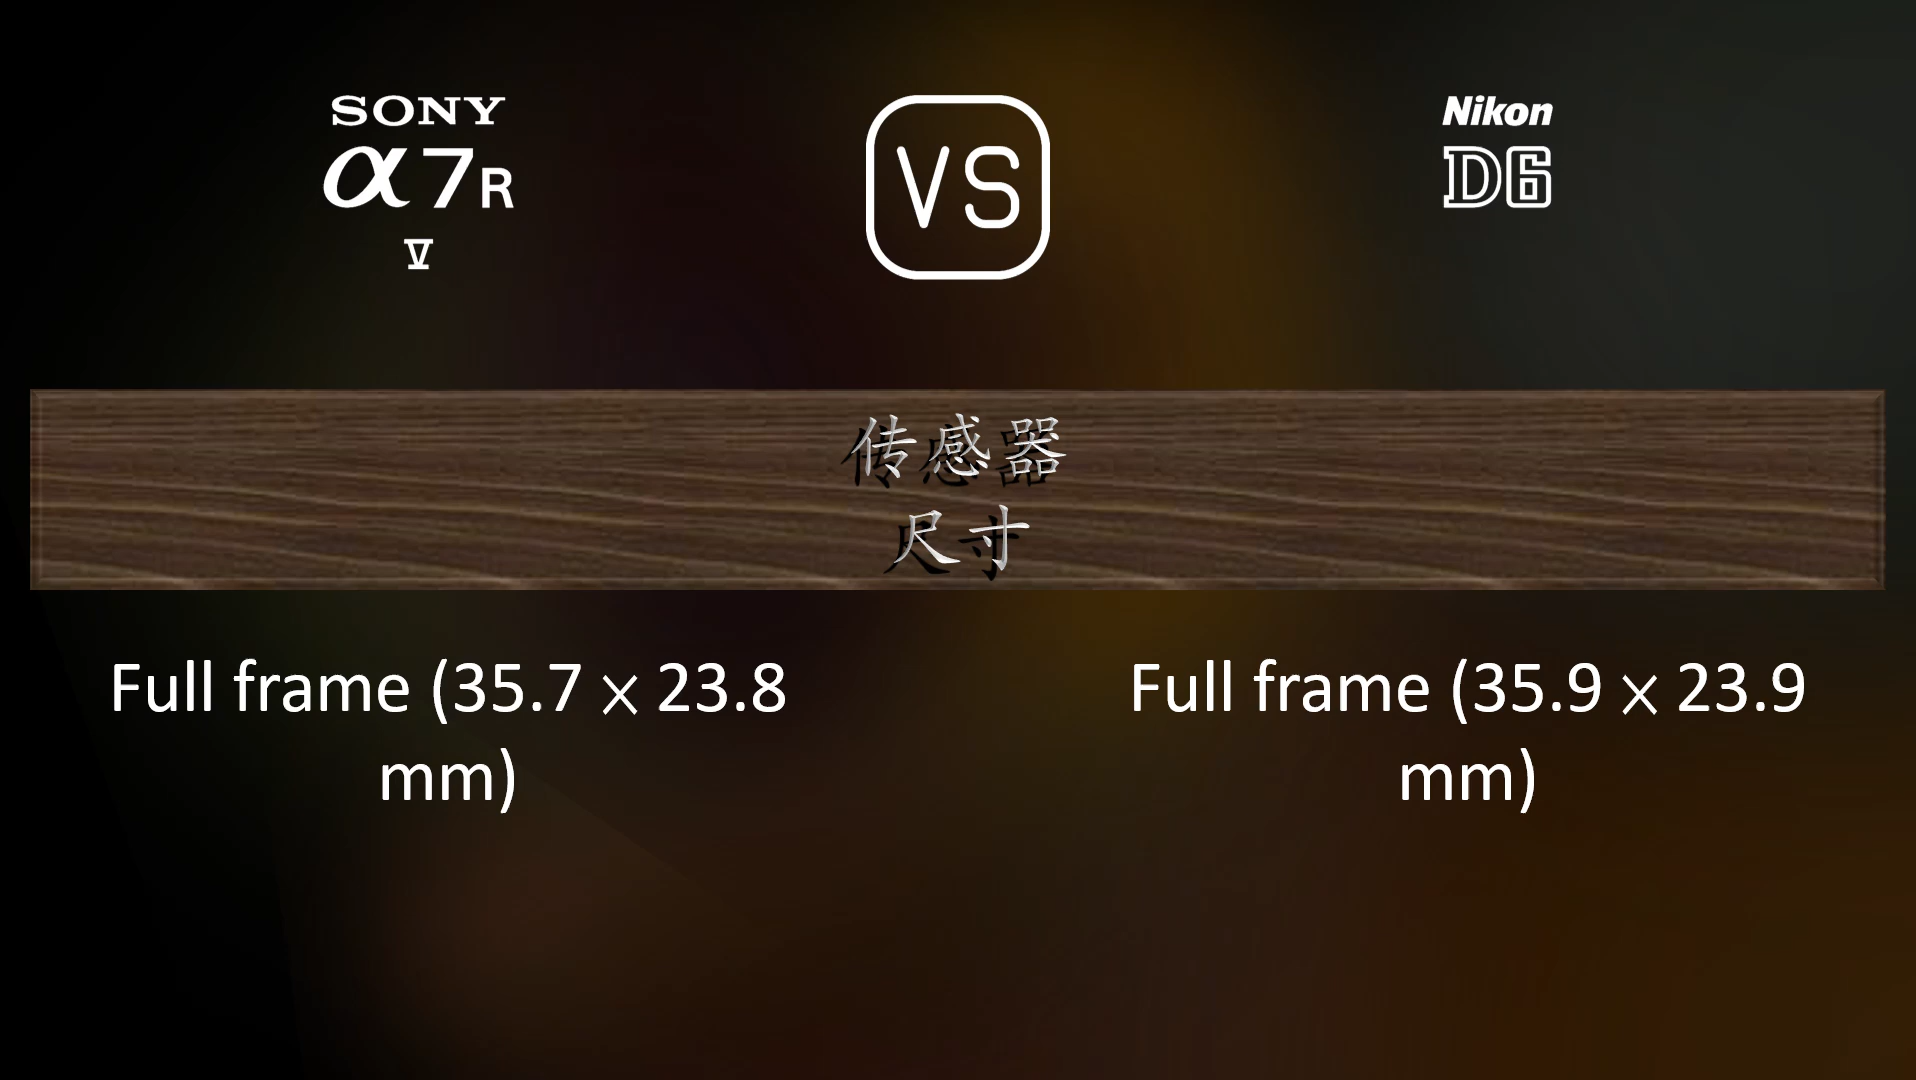 SONY
α7R
V
VS
Nikon
D6
传感器
尺寸
Full frame (35.7 x 23.8
mm)
Full frame (35.9 x 23.9
mm)